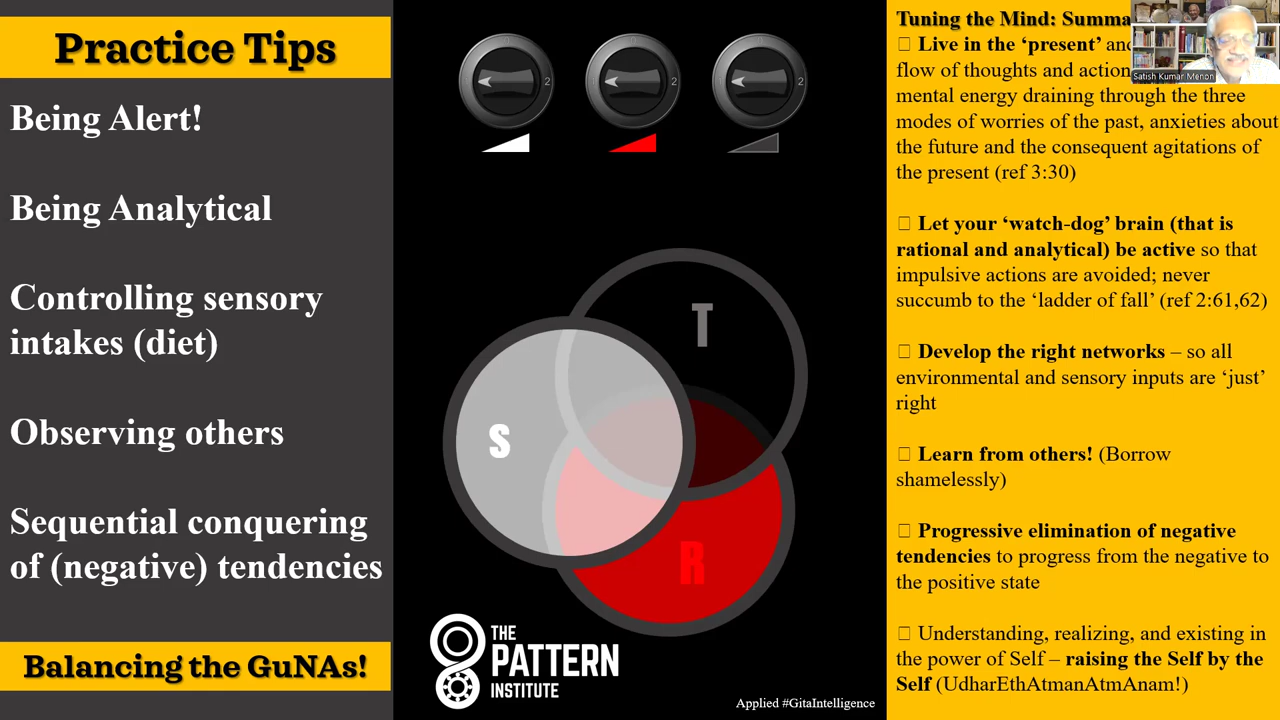 Practice Tips
Being Alert!
Being Analytical
Controlling sensory
intakes (diet)
Observing others
Sequential conquering
of (negative) tendencies
Balancing the GuNAs!
2
2
2
T
S
R
THE
PATTERN
INSTITUTE
Applied #GitaIntelligence
Tuning the Mind: Summa
Live in the ‘present’ and
flow of thoughts and action
mental energy draining through the three
modes of worries of the past, anxieties about
the future and the consequent agitations of
the present (ref 3:30)
Let your ‘watch-dog’ brain (that is
rational and analytical) be active so that
impulsive actions are avoided; never
succumb to the ‘ladder of fall’ (ref 2:61,62)
Develop the right networks – so all
environmental and sensory inputs are ‘just’
right
Learn from others! (Borrow
shamelessly)
Progressive elimination of negative
tendencies to progress from the negative to
the positive state
Understanding, realizing, and existing in
the power of Self – raising the Self by the
Self (UdharEthAtmanAtmAnam!)
Satish Kumar Menon